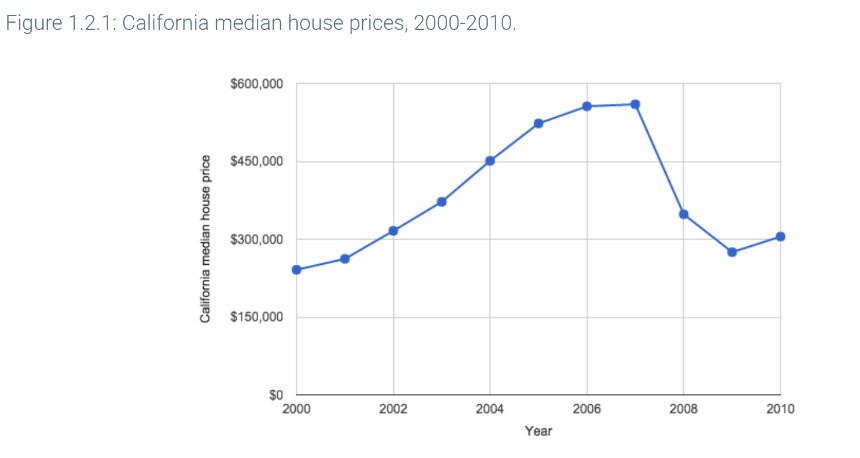 Figure 1.2.1: California median house prices, 2000-2010.
$600,000
$450,000
$300,000
$150,000
$0
California median house price
2000 2002 2004 2006 2008 2010
Year